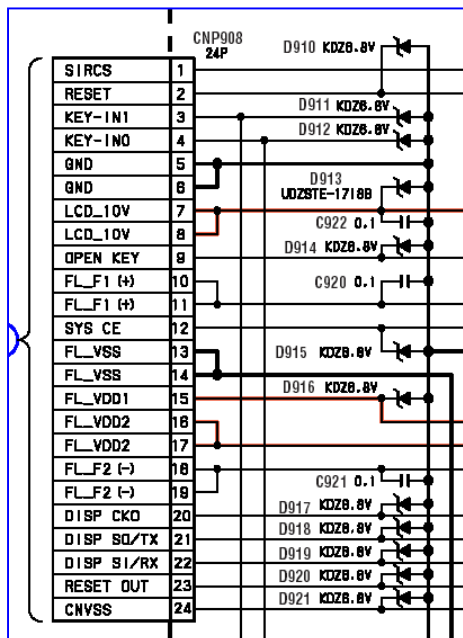 CNP908
24P
D910 KDZ6.8V
SIRCS 1
RESET 2
D911 KDZ6.8V
KEY-IN1 3
D912 KDZ6.8V
KEY-IN0 4
GND 5
D913
GND 6
UDZSTE-1718B
LCD_10V 7
C922 0.1
LCD_10V 8
D914 KDZ6.8V
OPEN KEY 9
FL_F1 (+) 10
C920 0.1
FL_F1 (+) 11
SYS CE 12
FL_VSS 13
D915 KDZ6.8V
FL_VSS 14
D916 KDZ6.8V
FL_VDD1 15
FL_VDD2 16
FL_VDD2 17
FL_F2 (-) 18
C921 0.1
FL_F2 (-) 19
D917 KDZ6.8V
DISP CKO 20
D918 KDZ6.8V
DISP SO/TX 21
D919 KDZ6.8V
DISP SI/RX 22
D920 KDZ6.8V
RESET OUT 23
D921 KDZ6.8V
CNVSS 24